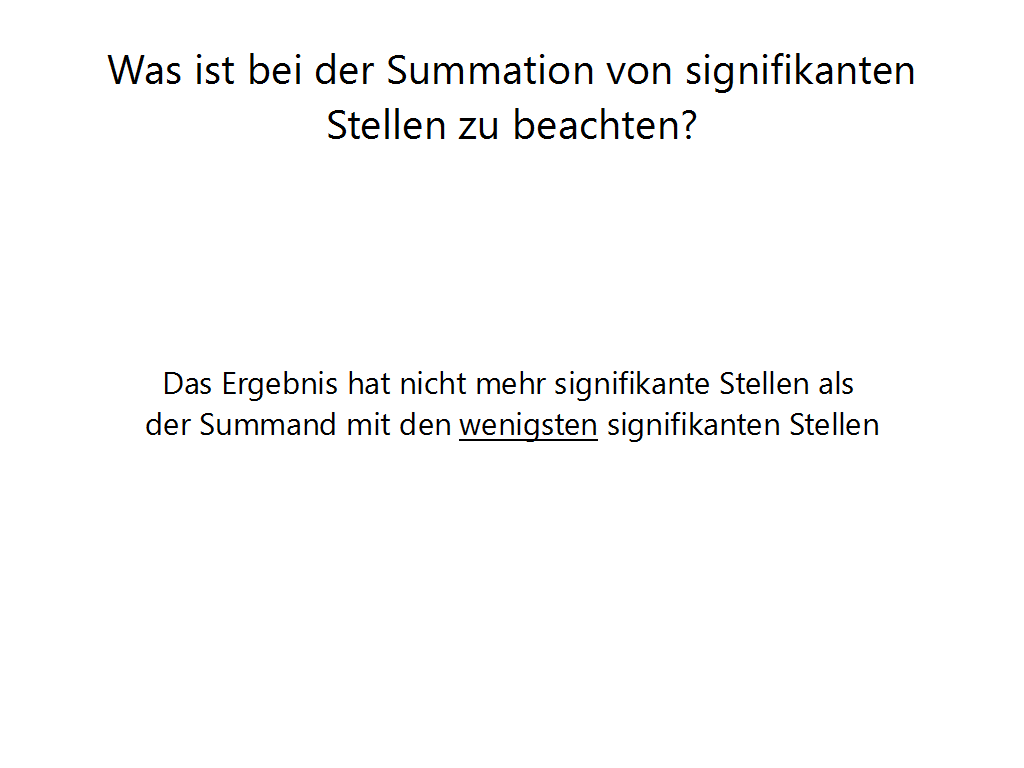 Was ist bei der Summation von signifikanten
Stellen zu beachten?
Das Ergebnis hat nicht mehr signifikante Stellen als
der Summand mit den wenigsten signifikanten Stellen